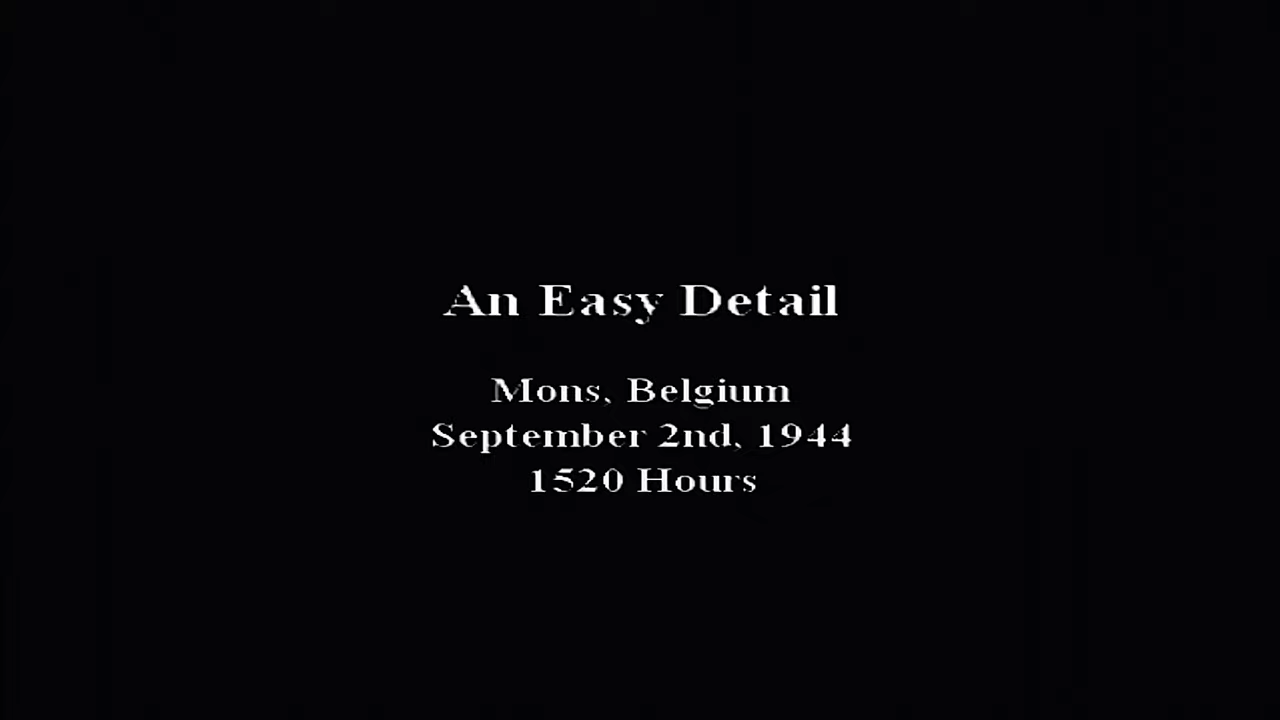 An Easy Detail
Mons, Belgium
September 2nd, 1944
1520 Hours